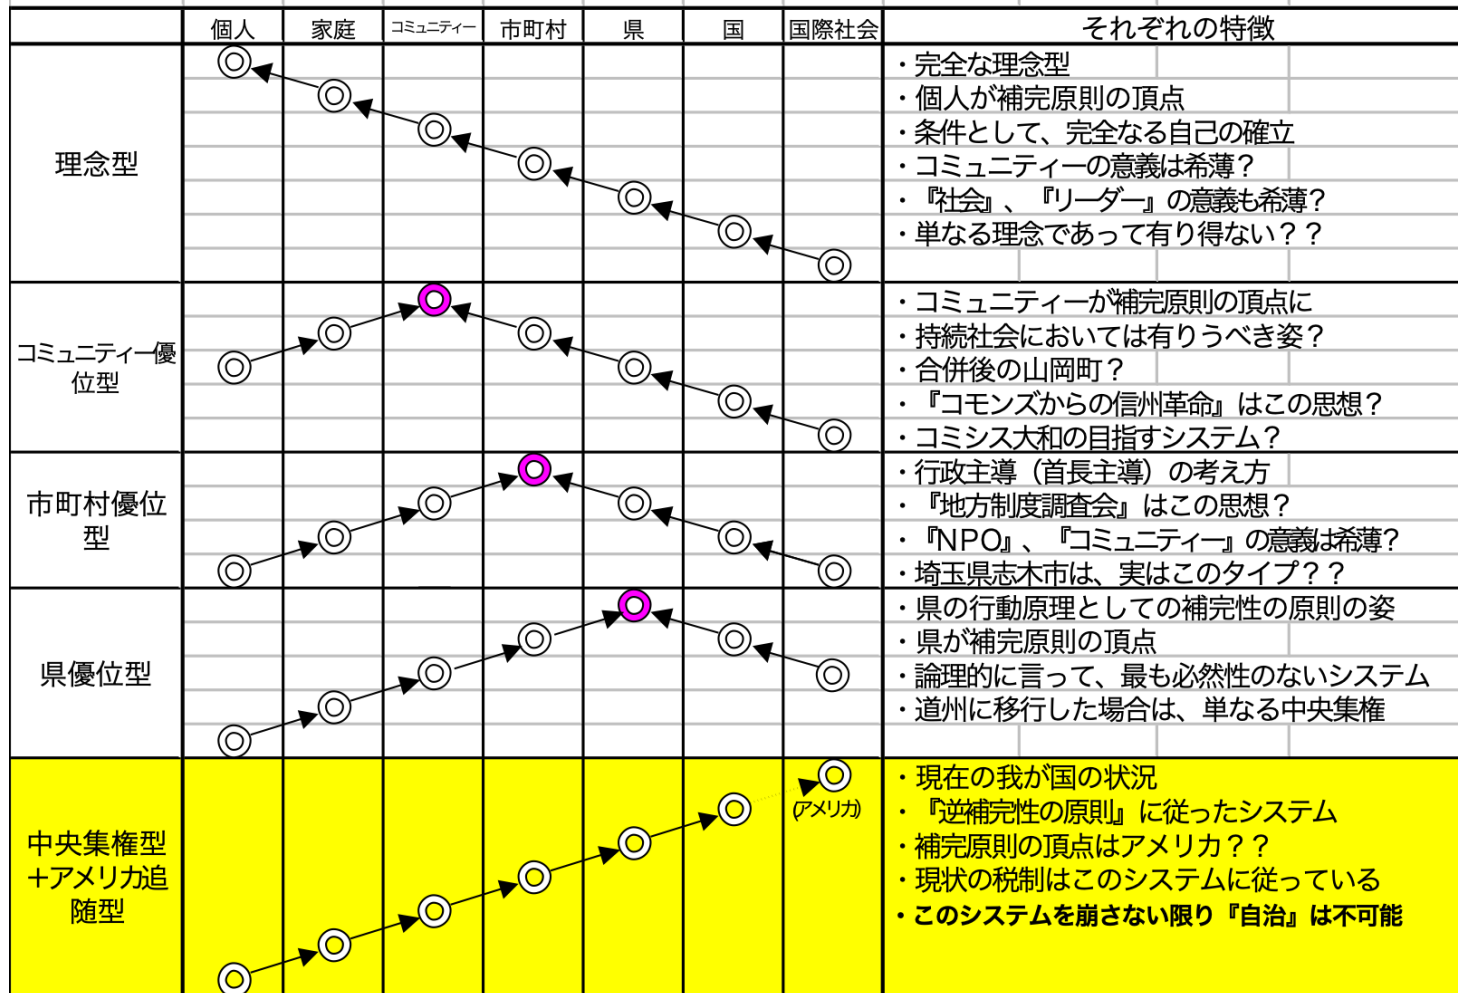 個人 家庭 コミュニティー 市町村 県 国 国際社会 それぞれの特徴
理念型
・完全な理念型
・個人が補完原則の頂点
・条件として、完全なる自己の確立
・コミュニティーの意義は希薄？
・『社会』、『リーダー』の意義も希薄？
・単なる理念であって有り得ない？？
コミュニティー優
位型
・コミュニティーが補完原則の頂点に
・持続社会においては有りうべき姿？
・合併後の山岡町？
・『コモンズからの信州革命』はこの思想？
・コミシス大和の目指すシステム？
市町村優位
型
・行政主導（首長主導）の考え方
・『地方制度調査会』はこの思想？
・『NPO』、『コミュニティー』の意義は希薄？
・埼玉県志木市は、実はこのタイプ？？
県優位型
・県の行動原理としての補完性の原則の姿
・県が補完原則の頂点
・論理的に言って、最も必然性のないシステム
・道州に移行した場合は、単なる中央集権
中央集権型
＋アメリカ追
随型
(アメリカ)
・現在の我が国の状況
・『逆補完性の原則』に従ったシステム
・補完原則の頂点はアメリカ？？
・現状の税制はこのシステムに従っている
・このシステムを崩さない限り『自治』は不可能